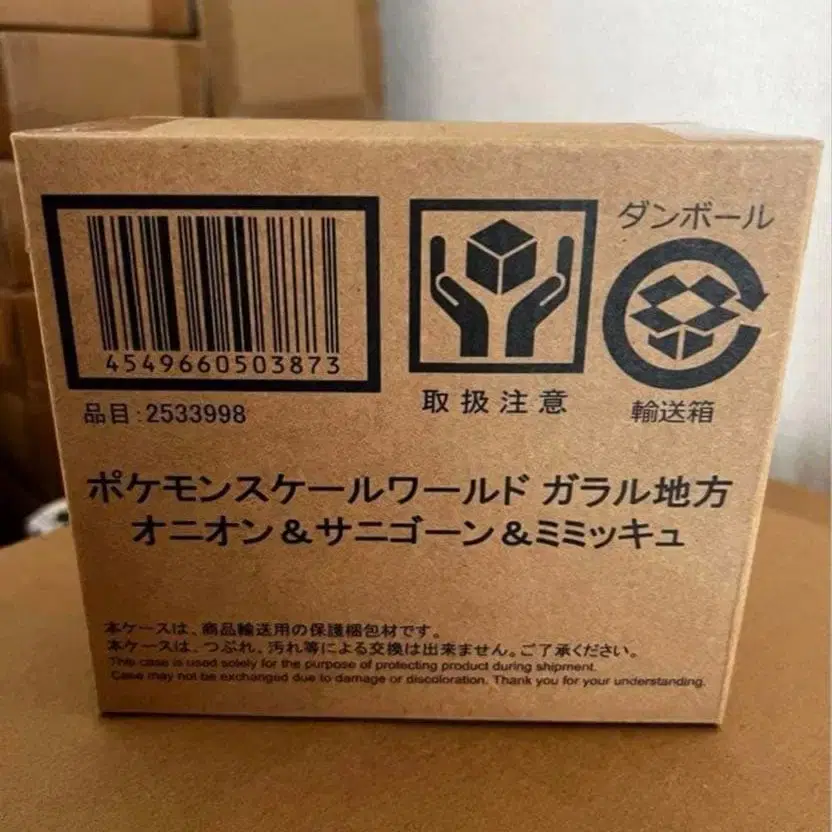 4549660503873
品目:2533998
取扱注意
ダンボール
輸送箱
ポケモンスケールワールド ガラル地方
オニオン&サニゴーン&ミミッキュ
本ケースは、商品輸送用の保護梱包材です。
本ケースは、つぶれ、汚れ等による交換は出来ません。ご了承ください。
This case is used solely for the purpose of protecting product during shipment.
Case may not be exchanged due to damage or discoloration. Thank you for your understanding.